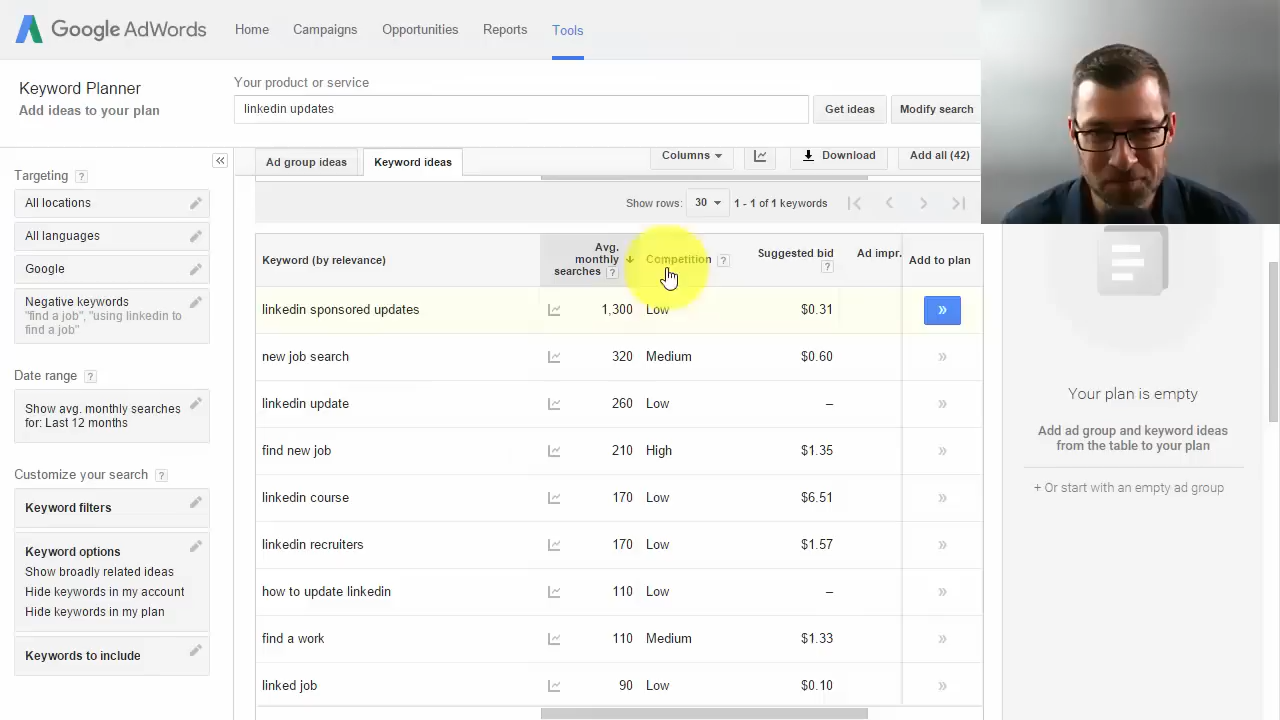 Google AdWords
Home Campaigns Opportunities Reports Tools
Keyword Planner
Add ideas to your plan
Your product or service
linkedin updates
Get ideas
Modify search
Targeting ?
All locations
All languages
Google
Negative keywords
"find a job", "using linkedin to
find a job"
Date range ?
Show avg. monthly searches
for: Last 12 months
Customize your search ?
Keyword filters
Keyword options
Show broadly related ideas
Hide keywords in my account
Hide keywords in my plan
Keywords to include
Ad group ideas
Keyword ideas
Columns
Download
Add all (42)
Show rows: 30 1 - 1 of 1 keywords
Keyword (by relevance) Avg. monthly searches ? Competition ? Suggested bid ? Ad impr. Add to plan
linkedin sponsored updates 1,300 Low $0.31 »
new job search 320 Medium $0.60 »
linkedin update 260 Low – »
find new job 210 High $1.35 »
linkedin course 170 Low $6.51 »
linkedin recruiters 170 Low $1.57 »
how to update linkedin 110 Low – »
find a work 110 Medium $1.33 »
linked job 90 Low $0.10 »
Your plan is empty
Add ad group and keyword ideas
from the table to your plan
+ Or start with an empty ad group